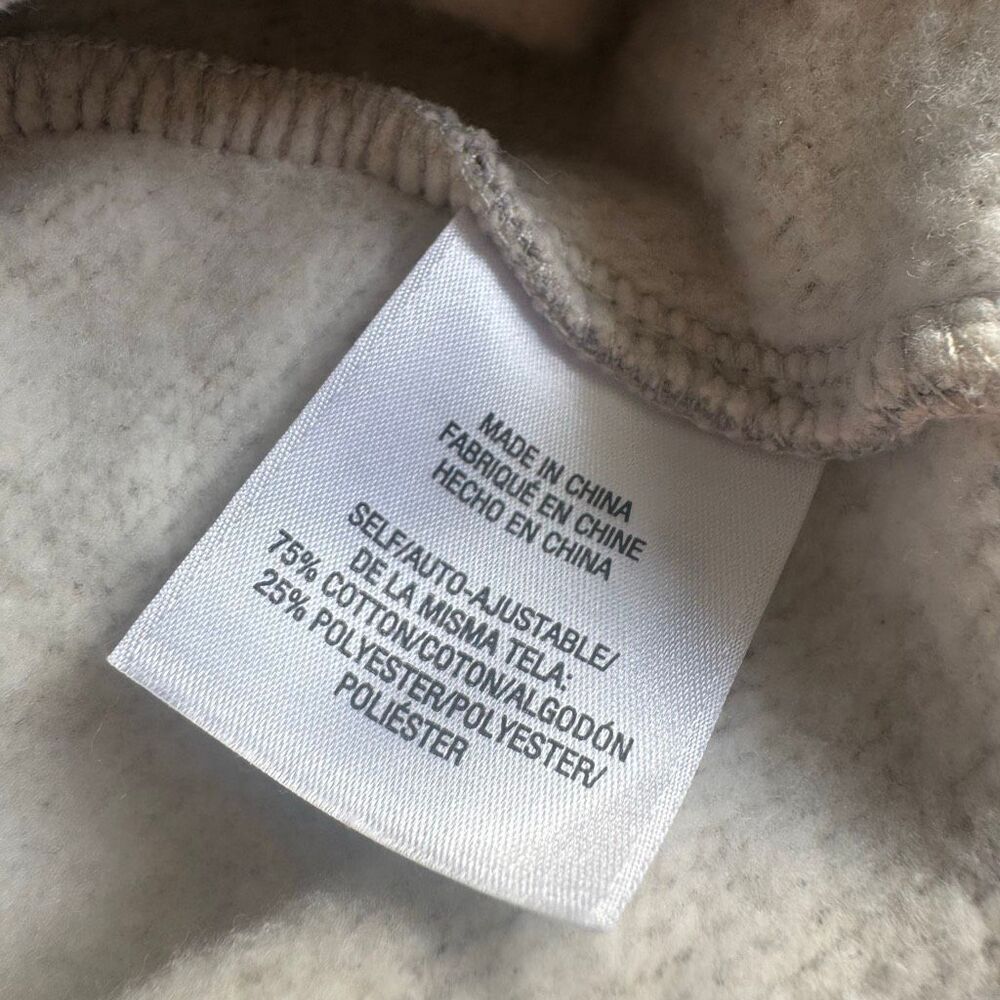 MADE IN CHINA
FABRIQUÉ EN CHINE
HECHO EN CHINA
SELF/AUTO-AJUSTABLE/
DE LA MISMA TELA:
75% COTTON/COTON/ALGODÓN
25% POLYESTER/POLYESTER/
POLIÉSTER